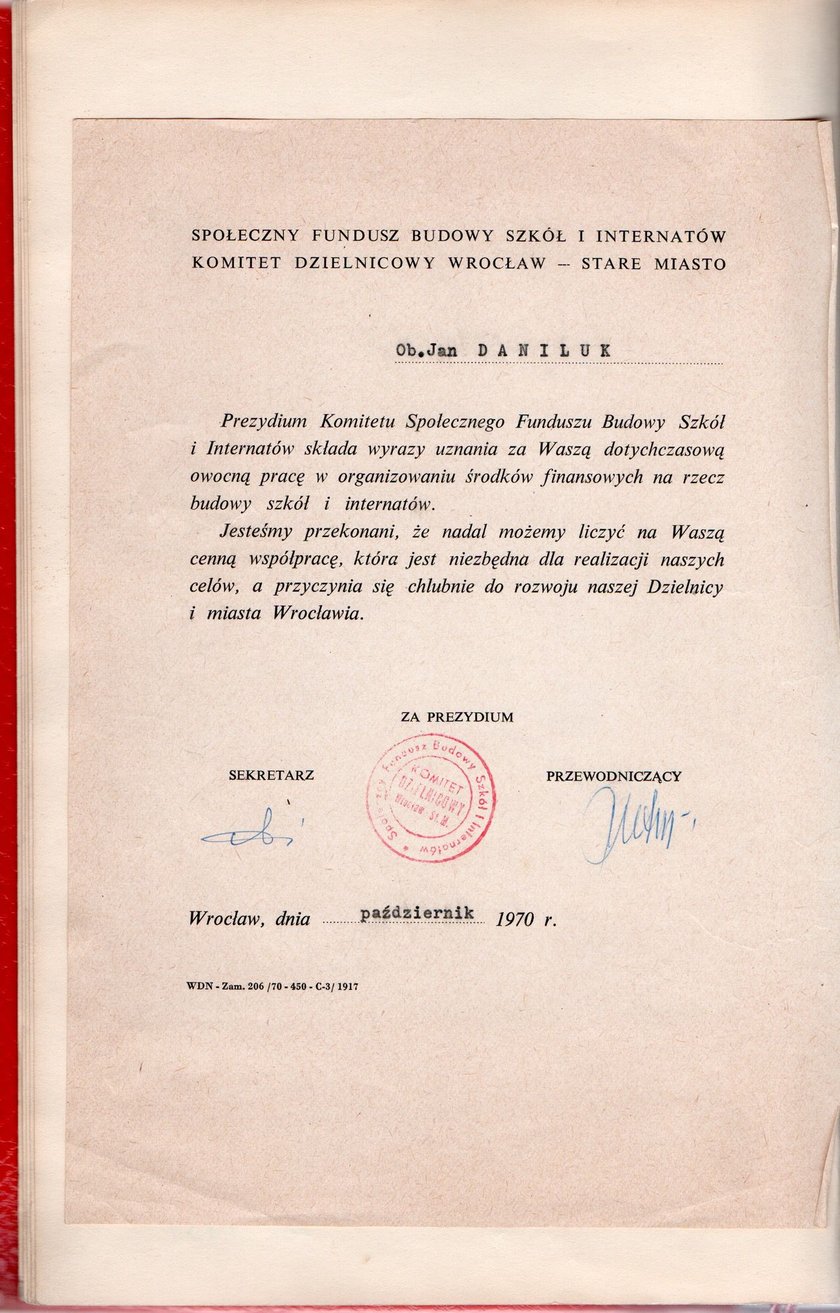 SPOŁECZNY FUNDUSZ BUDOWY SZKÓŁ I INTERNATÓW
KOMITET DZIELNICOWY WROCŁAW — STARE MIASTO
Ob.Jan D A N I L U K
Prezydium Komitetu Społecznego Funduszu Budowy Szkół
i Internatów składa wyrazy uznania za Waszą dotychczasową
owocną pracę w organizowaniu środków finansowych na rzecz
budowy szkół i internatów.
Jesteśmy przekonani, że nadal możemy liczyć na Waszą
cenną współpracę, która jest niezbędna dla realizacji naszych
celów, a przyczynia się chlubnie do rozwoju naszej Dzielnicy
i miasta Wrocławia.
ZA PREZYDIUM
SEKRETARZ
PRZEWODNICZĄCY
Społeczny Fundusz Budowy Szkół i Internatów
KOMITET
DZIELNICOWY
Wrocław St. M.
Wrocław, dnia październik 1970 r.
WDN - Zam. 206 /70 - 450 - C-3/ 1917